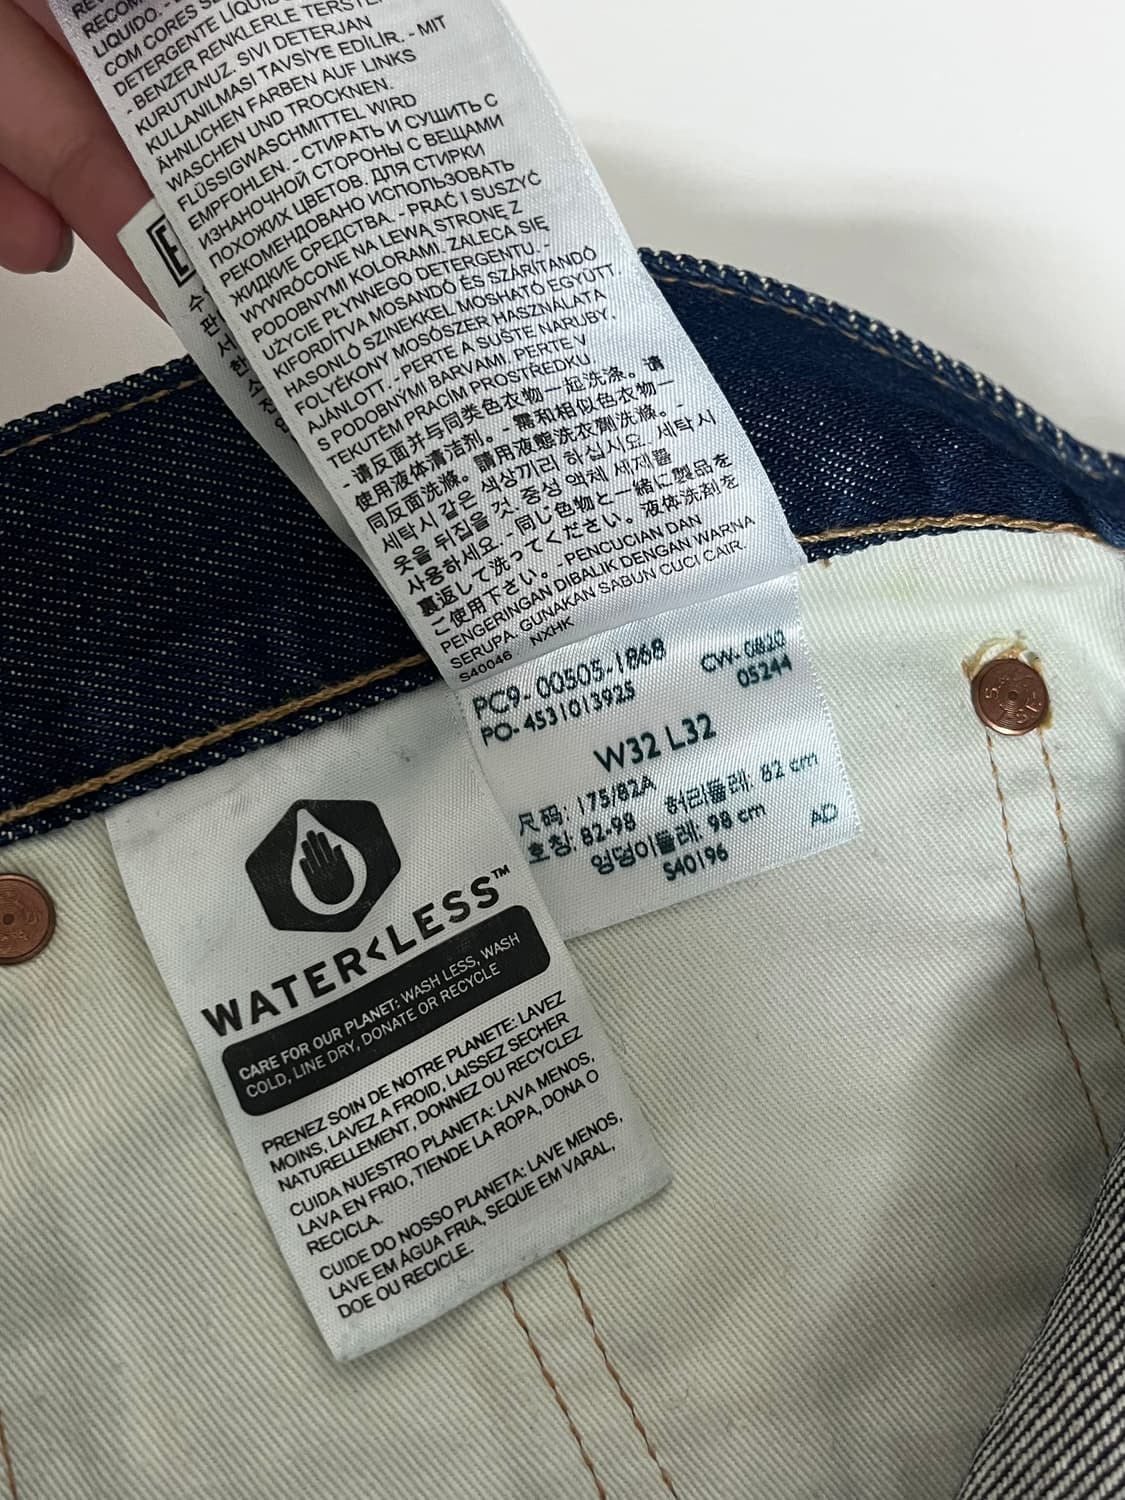 LIQUIDO. -
COM CORES SE
DETERGENTE LÍQUIDO
- BENZER RENKLERLE TERSTEN
KURUTUNUZ. SIVI DETERJAN
KULLANILMASI TAVSİYE EDİLİR. - MIT
ÄHNLICHEN FARBEN AUF LINKS
WASCHEN UND TROCKNEN.
FLÜSSIGWASCHMITTEL WIRD
EMPFOHLEN. - СТИРАТЬ И СУШИТЬ С
ИЗНАНОЧНОЙ СТОРОНЫ С ВЕЩАМИ
ПОХОЖИХ ЦВЕТОВ. ДЛЯ СТИРКИ
РЕКОМЕНДОВАНО ИСПОЛЬЗОВАТЬ
ЖИДКИЕ СРЕДСТВА. - PRAĆ I SUSZYĆ
WYWRÓCONE NA LEWĄ STRONĘ Z
PODOBNYMI KOLORAMI. ZALECA SIĘ
UŻYCIE PŁYNNEGO DETERGENTU. -
KIFORDÍTVA MOSANDÓ ÉS SZÁRÍTANDÓ
HASONLÓ SZINEKKEL MOSHATÓ EGYÜTT.
FOLYÉKONY MOSÓSZER HASZNÁLATA
AJÁNLOTT. - PERTE A SUŠTE NARUBY,
S PODOBNÝMI BARVAMI. PERTE V
TEKUTÉM PRACÍM PROSTŘEDKU
- 请反面并与同类色衣物一起洗涤。请
使用液体清洁剂。- 需和相似色衣物一
同反面洗滌。請用液態洗衣劑洗滌。-
세탁시 같은 색상끼리 하십시요. 세탁시
옷을 뒤집을 것. 중성 액체 세제를
사용하세요. - 同じ色物と一緒に製品を
裏返して洗ってください。液体洗剤を
ご使用下さい。- PENCUCIAN DAN
PENGERINGAN DIBALIK DENGAN WARNA
SERUPA. GUNAKAN SABUN CUCI CAIR.
S40046 NXHK
PC9- 00505-1868 CW- 0820
PO- 4531013925 05244
W32 L32
尺码: 175/82A
호칭: 82-98 허리둘레: 82 cm
엉덩이둘레: 98 cm AD
S40196
WATER<LESS™
CARE FOR OUR PLANET: WASH LESS, WASH
COLD, LINE DRY, DONATE OR RECYCLE
PRENEZ SOIN DE NOTRE PLANETE: LAVEZ
MOINS, LAVEZ A FROID, LAISSEZ SECHER
NATURELLEMENT, DONNEZ OU RECYCLEZ
CUIDA NUESTRO PLANETA: LAVA MENOS,
LAVA EN FRIO, TIENDE LA ROPA, DONA O
RECICLA.
CUIDE DO NOSSO PLANETA: LAVE MENOS,
LAVE EM ÁGUA FRIA, SEQUE EM VARAL,
DOE OU RECICLE.